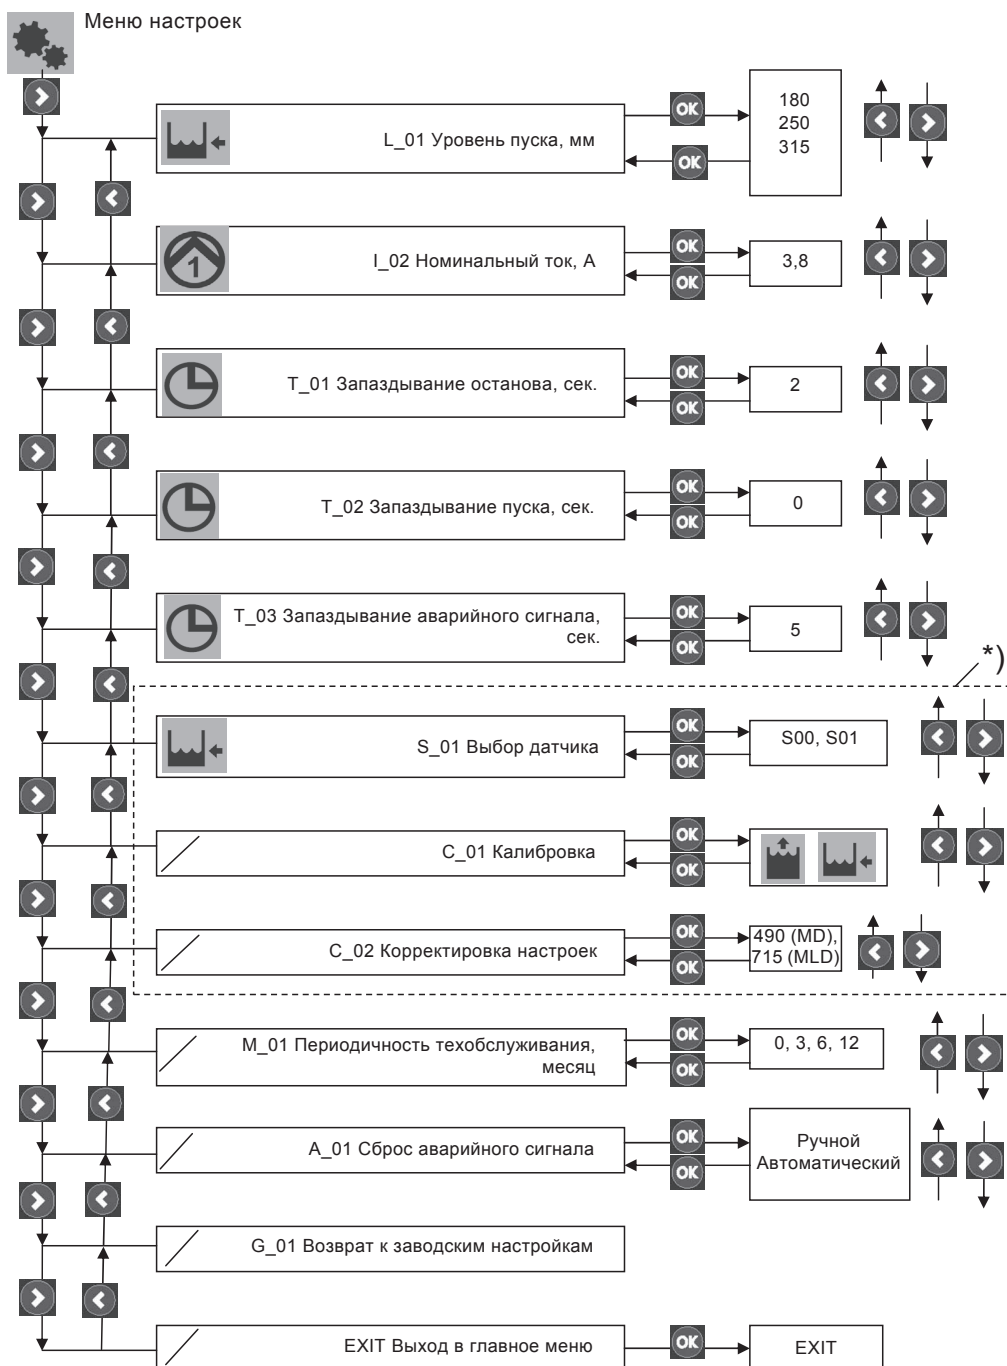 Меню настроек
L_01 Уровень пуска, мм
OK
OK
180
250
315
1
I_02 Номинальный ток, А
OK
OK
3,8
T_01 Запаздывание останова, сек.
OK
OK
2
T_02 Запаздывание пуска, сек.
OK
OK
0
T_03 Запаздывание аварийного сигнала,
сек.
OK
OK
5
*)
S_01 Выбор датчика
OK
OK
S00, S01
C_01 Калибровка
OK
OK
C_02 Корректировка настроек
OK
OK
490 (MD),
715 (MLD)
M_01 Периодичность техобслуживания,
месяц
OK
OK
0, 3, 6, 12
A_01 Сброс аварийного сигнала
OK
OK
Ручной
Автоматический
G_01 Возврат к заводским настройкам
EXIT Выход в главное меню
OK
EXIT